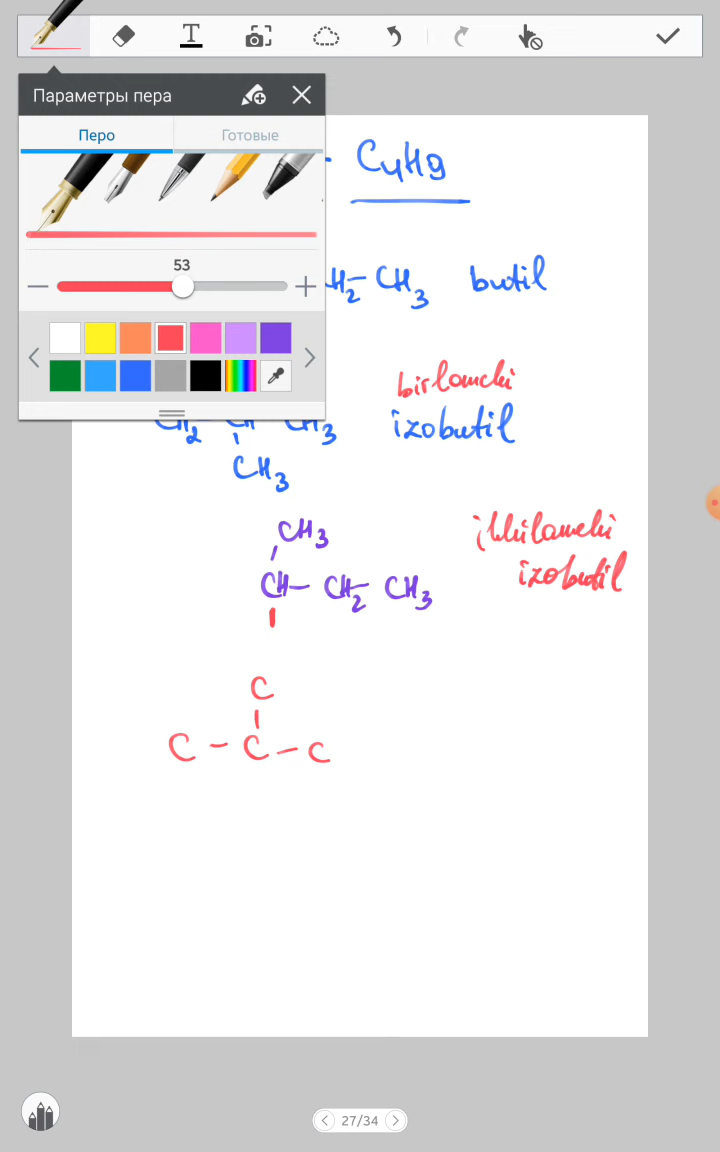 T
Параметры пера
Перо
Готовые
53
- C4H9
H2 – CH3 butil
birlamchi
izobutil
CH2 CH CH3
CH3
CH3
CH – CH2 – CH3
ikkilamchi
izobutil
C
C – C – C
27/34